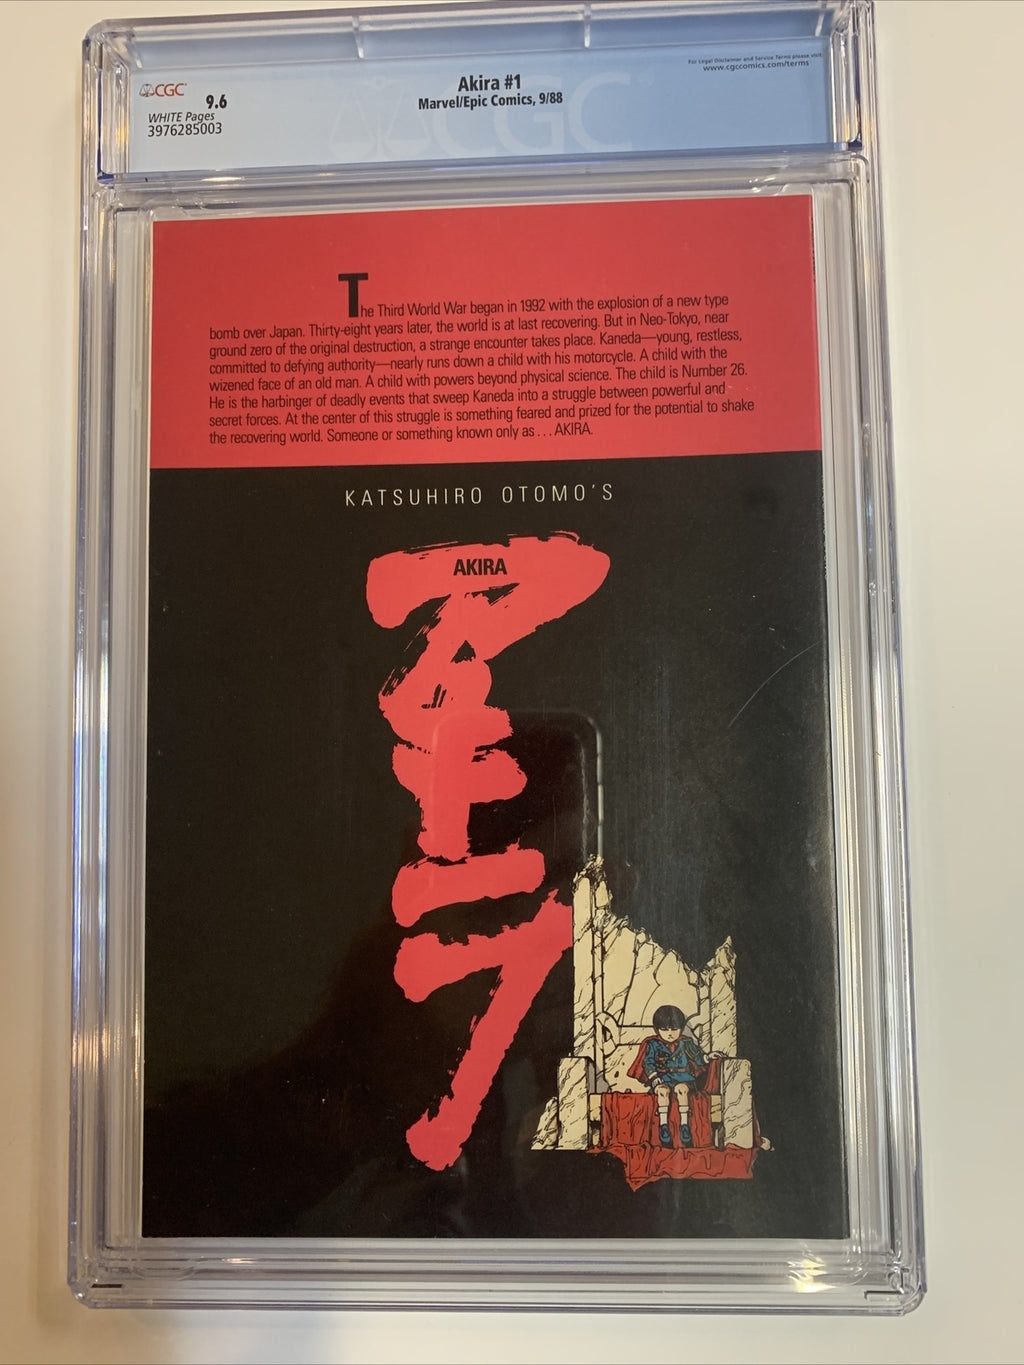 For Legal Disclaimer and Service Terms please visit
www.cgccomics.com/terms
CGC
9.6
WHITE Pages
3976285003
Akira #1
Marvel/Epic Comics, 9/88
CGC
The Third World War began in 1992 with the explosion of a new type
bomb over Japan. Thirty-eight years later, the world is at last recovering. But in Neo-Tokyo, near
ground zero of the original destruction, a strange encounter takes place. Kaneda—young, restless,
committed to defying authority—nearly runs down a child with his motorcycle. A child with the
wizened face of an old man. A child with powers beyond physical science. The child is Number 26.
He is the harbinger of deadly events that sweep Kaneda into a struggle between powerful and
secret forces. At the center of this struggle is something feared and prized for the potential to shake
the recovering world. Someone or something known only as . . . AKIRA.
KATSUHIRO OTOMO'S
AKIRA
アキラ